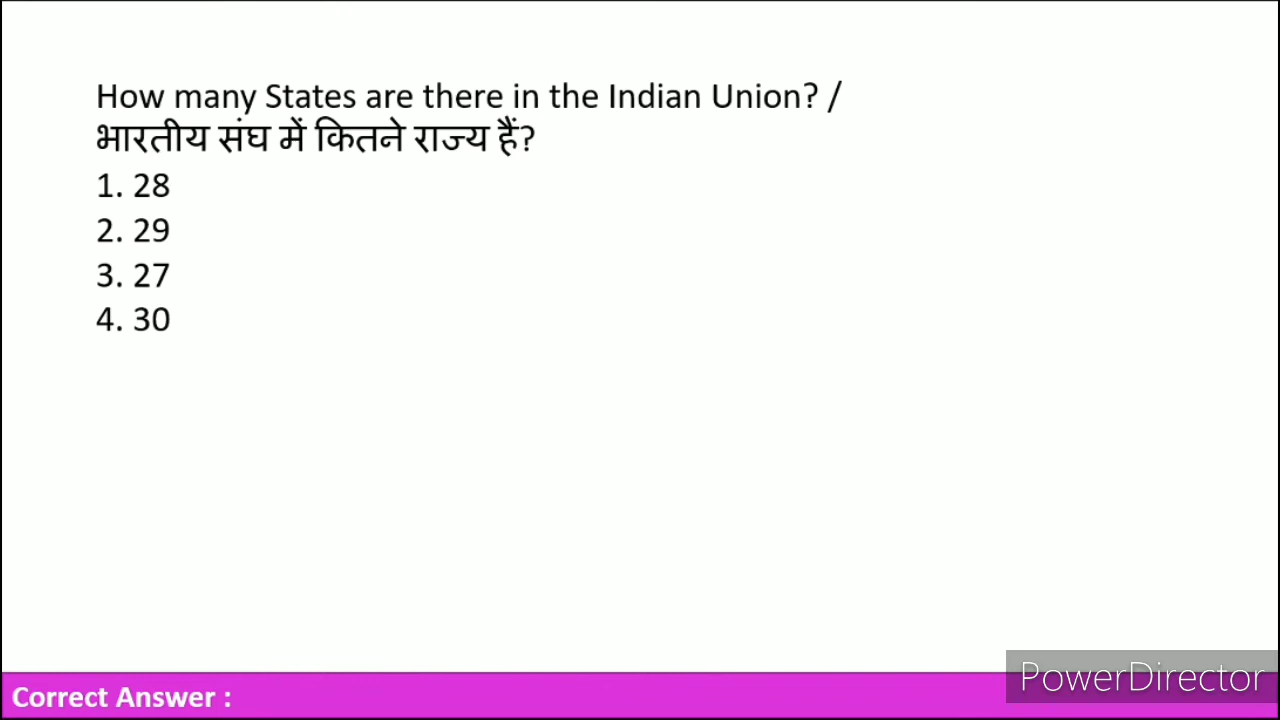 How many States are there in the Indian Union? /
भारतीय संघ में कितने राज्य हैं?
1. 28
2. 29
3. 27
4. 30
PowerDirector
Correct Answer :